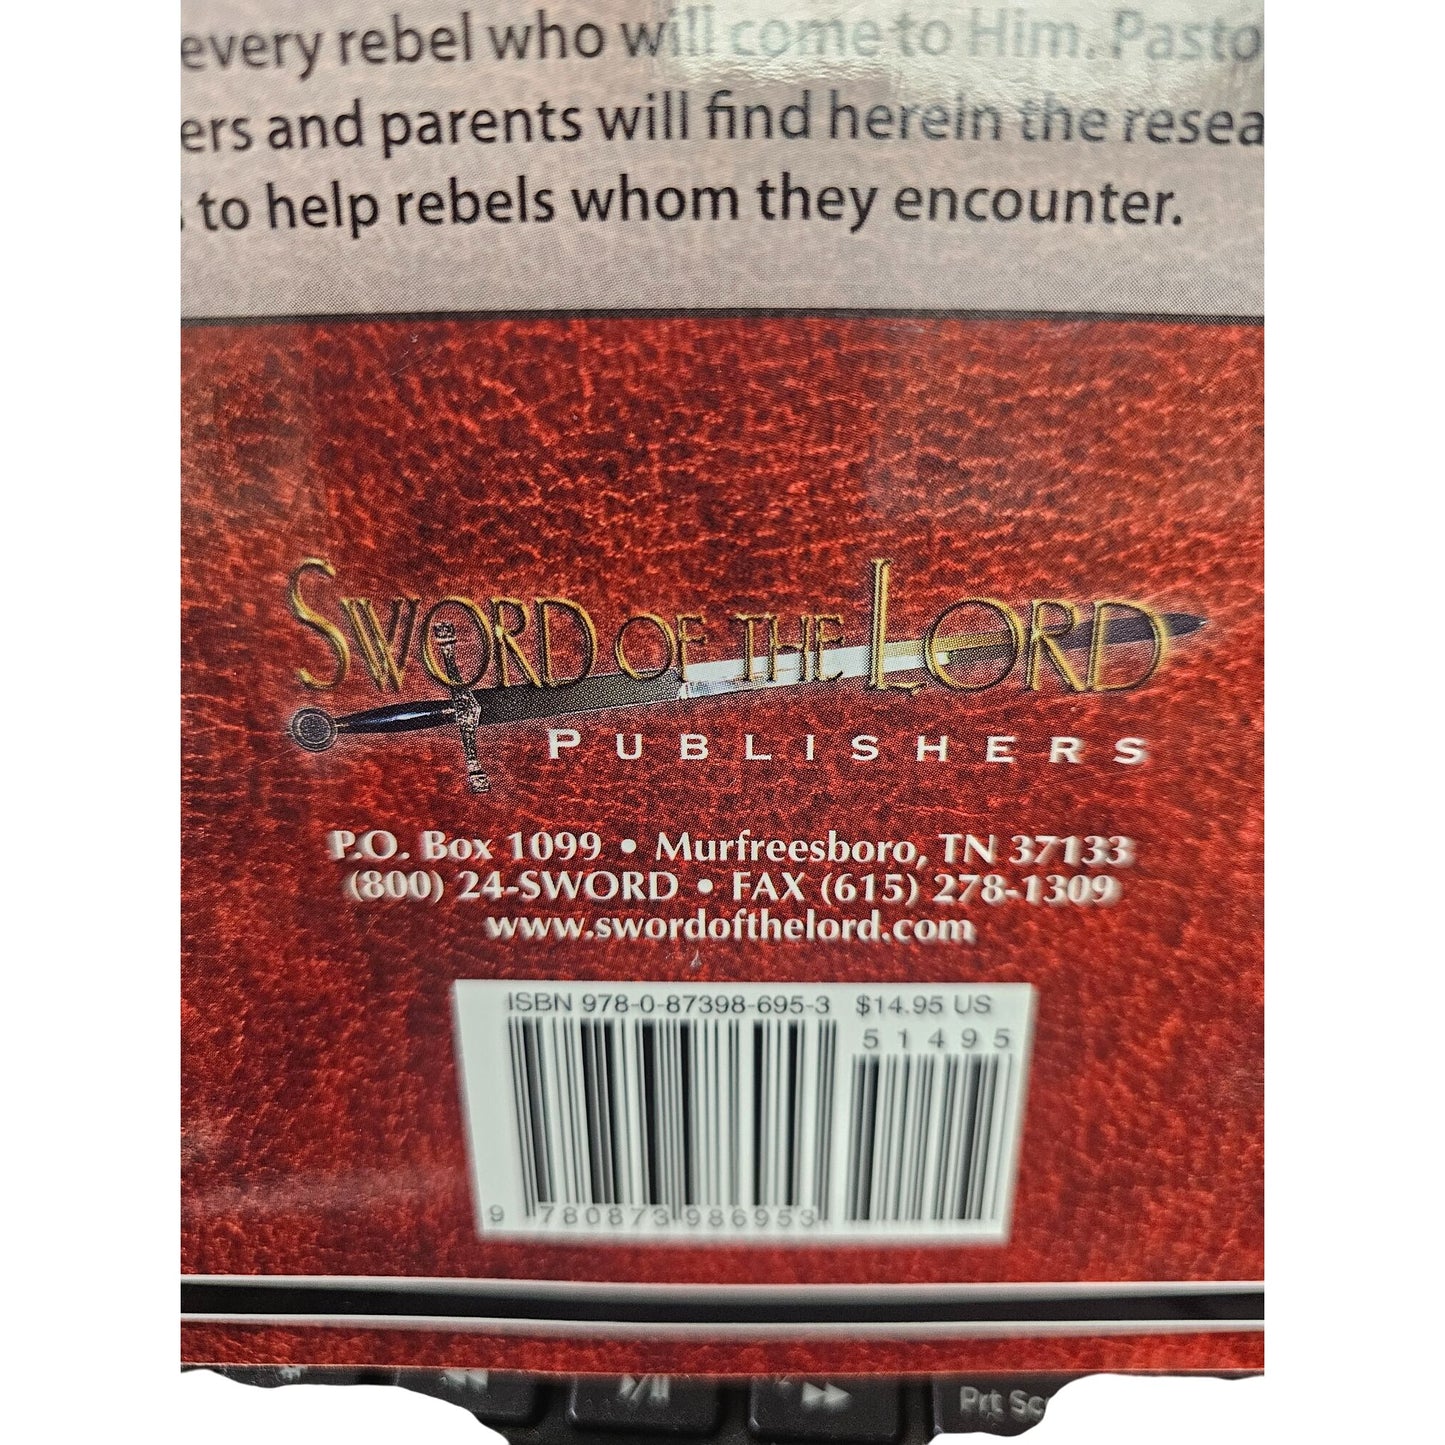 every rebel who will come to Him. Pasto
ers and parents will find herein the resea
to help rebels whom they encounter.
SWORD OF THE LORD
PUBLISHERS
P.O. Box 1099 • Murfreesboro, TN 37133
(800) 24-SWORD • FAX (615) 278-1309
www.swordofthelord.com
ISBN 978-0-87398-695-3 $14.95 US
51495
9 780873 986953
Prt Sc